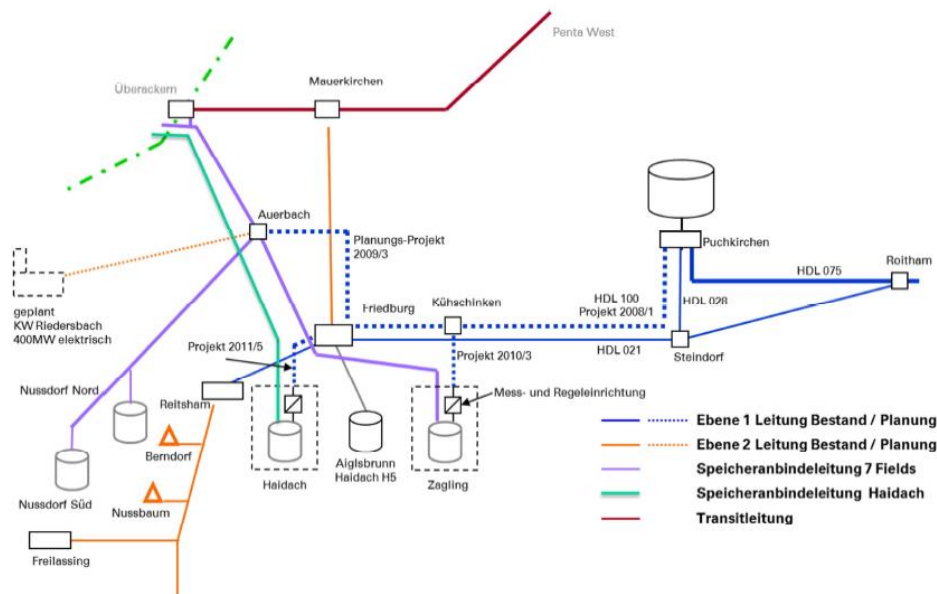 Penta West
Mauerkirchen
Überackern
Auerbach
Planungs-Projekt
2009/3
Puchkirchen
Roitham
HDL 075
geplant
KW Riedersbach
400MW elektrisch
Friedburg
Kühschinken
HDL 100
Projekt 2008/1
HDL 028
Projekt 2011/5
Projekt 2010/3
HDL 021
Steindorf
Nussdorf Nord
Reitsham
Mess- und Regeleinrichtung
Berndorf
Haidach
Aiglsbrunn
Haidach H5
Zagling
Nussdorf Süd
Nussbaum
Freilassing
Ebene 1 Leitung Bestand / Planung
Ebene 2 Leitung Bestand / Planung
Speicheranbindeleitung 7 Fields
Speicheranbindeleitung Haidach
Transitleitung